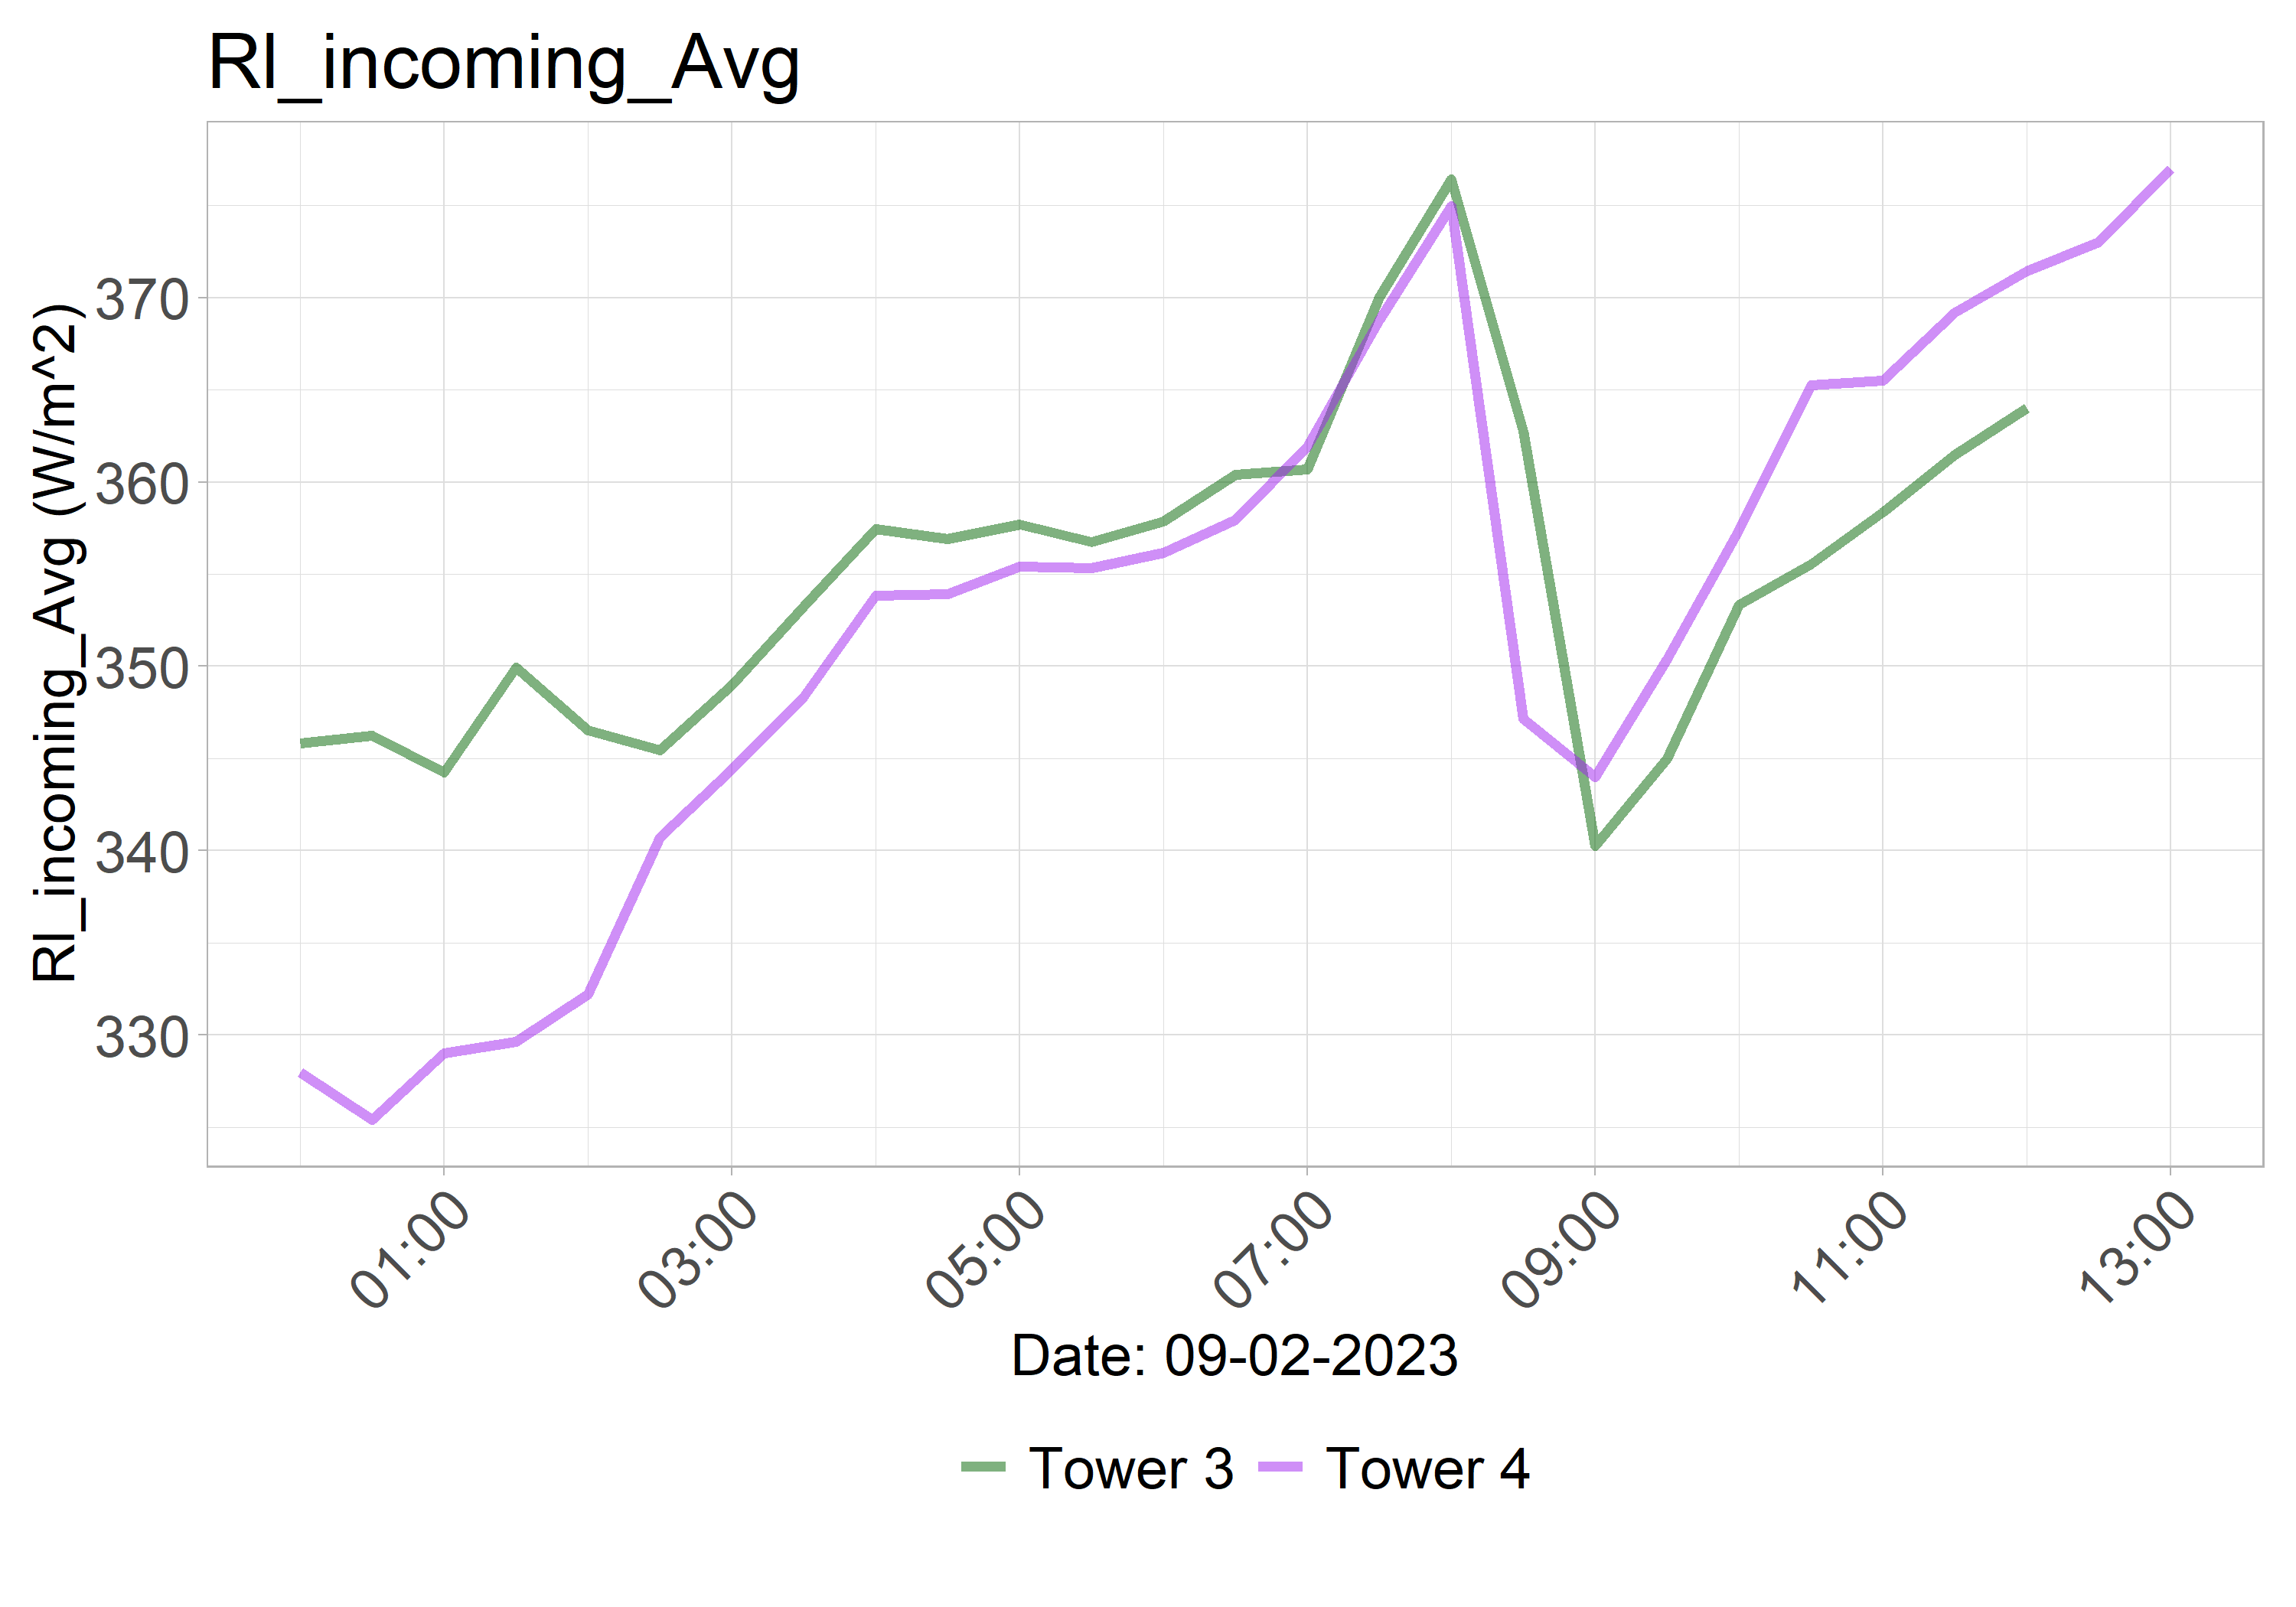 Rl_incoming_Avg
Rl_incoming_Avg (W/m^2)
370
360
350
340
330
01:00 03:00 05:00 07:00 09:00 11:00 13:00
Date: 09-02-2023
Tower 3 Tower 4